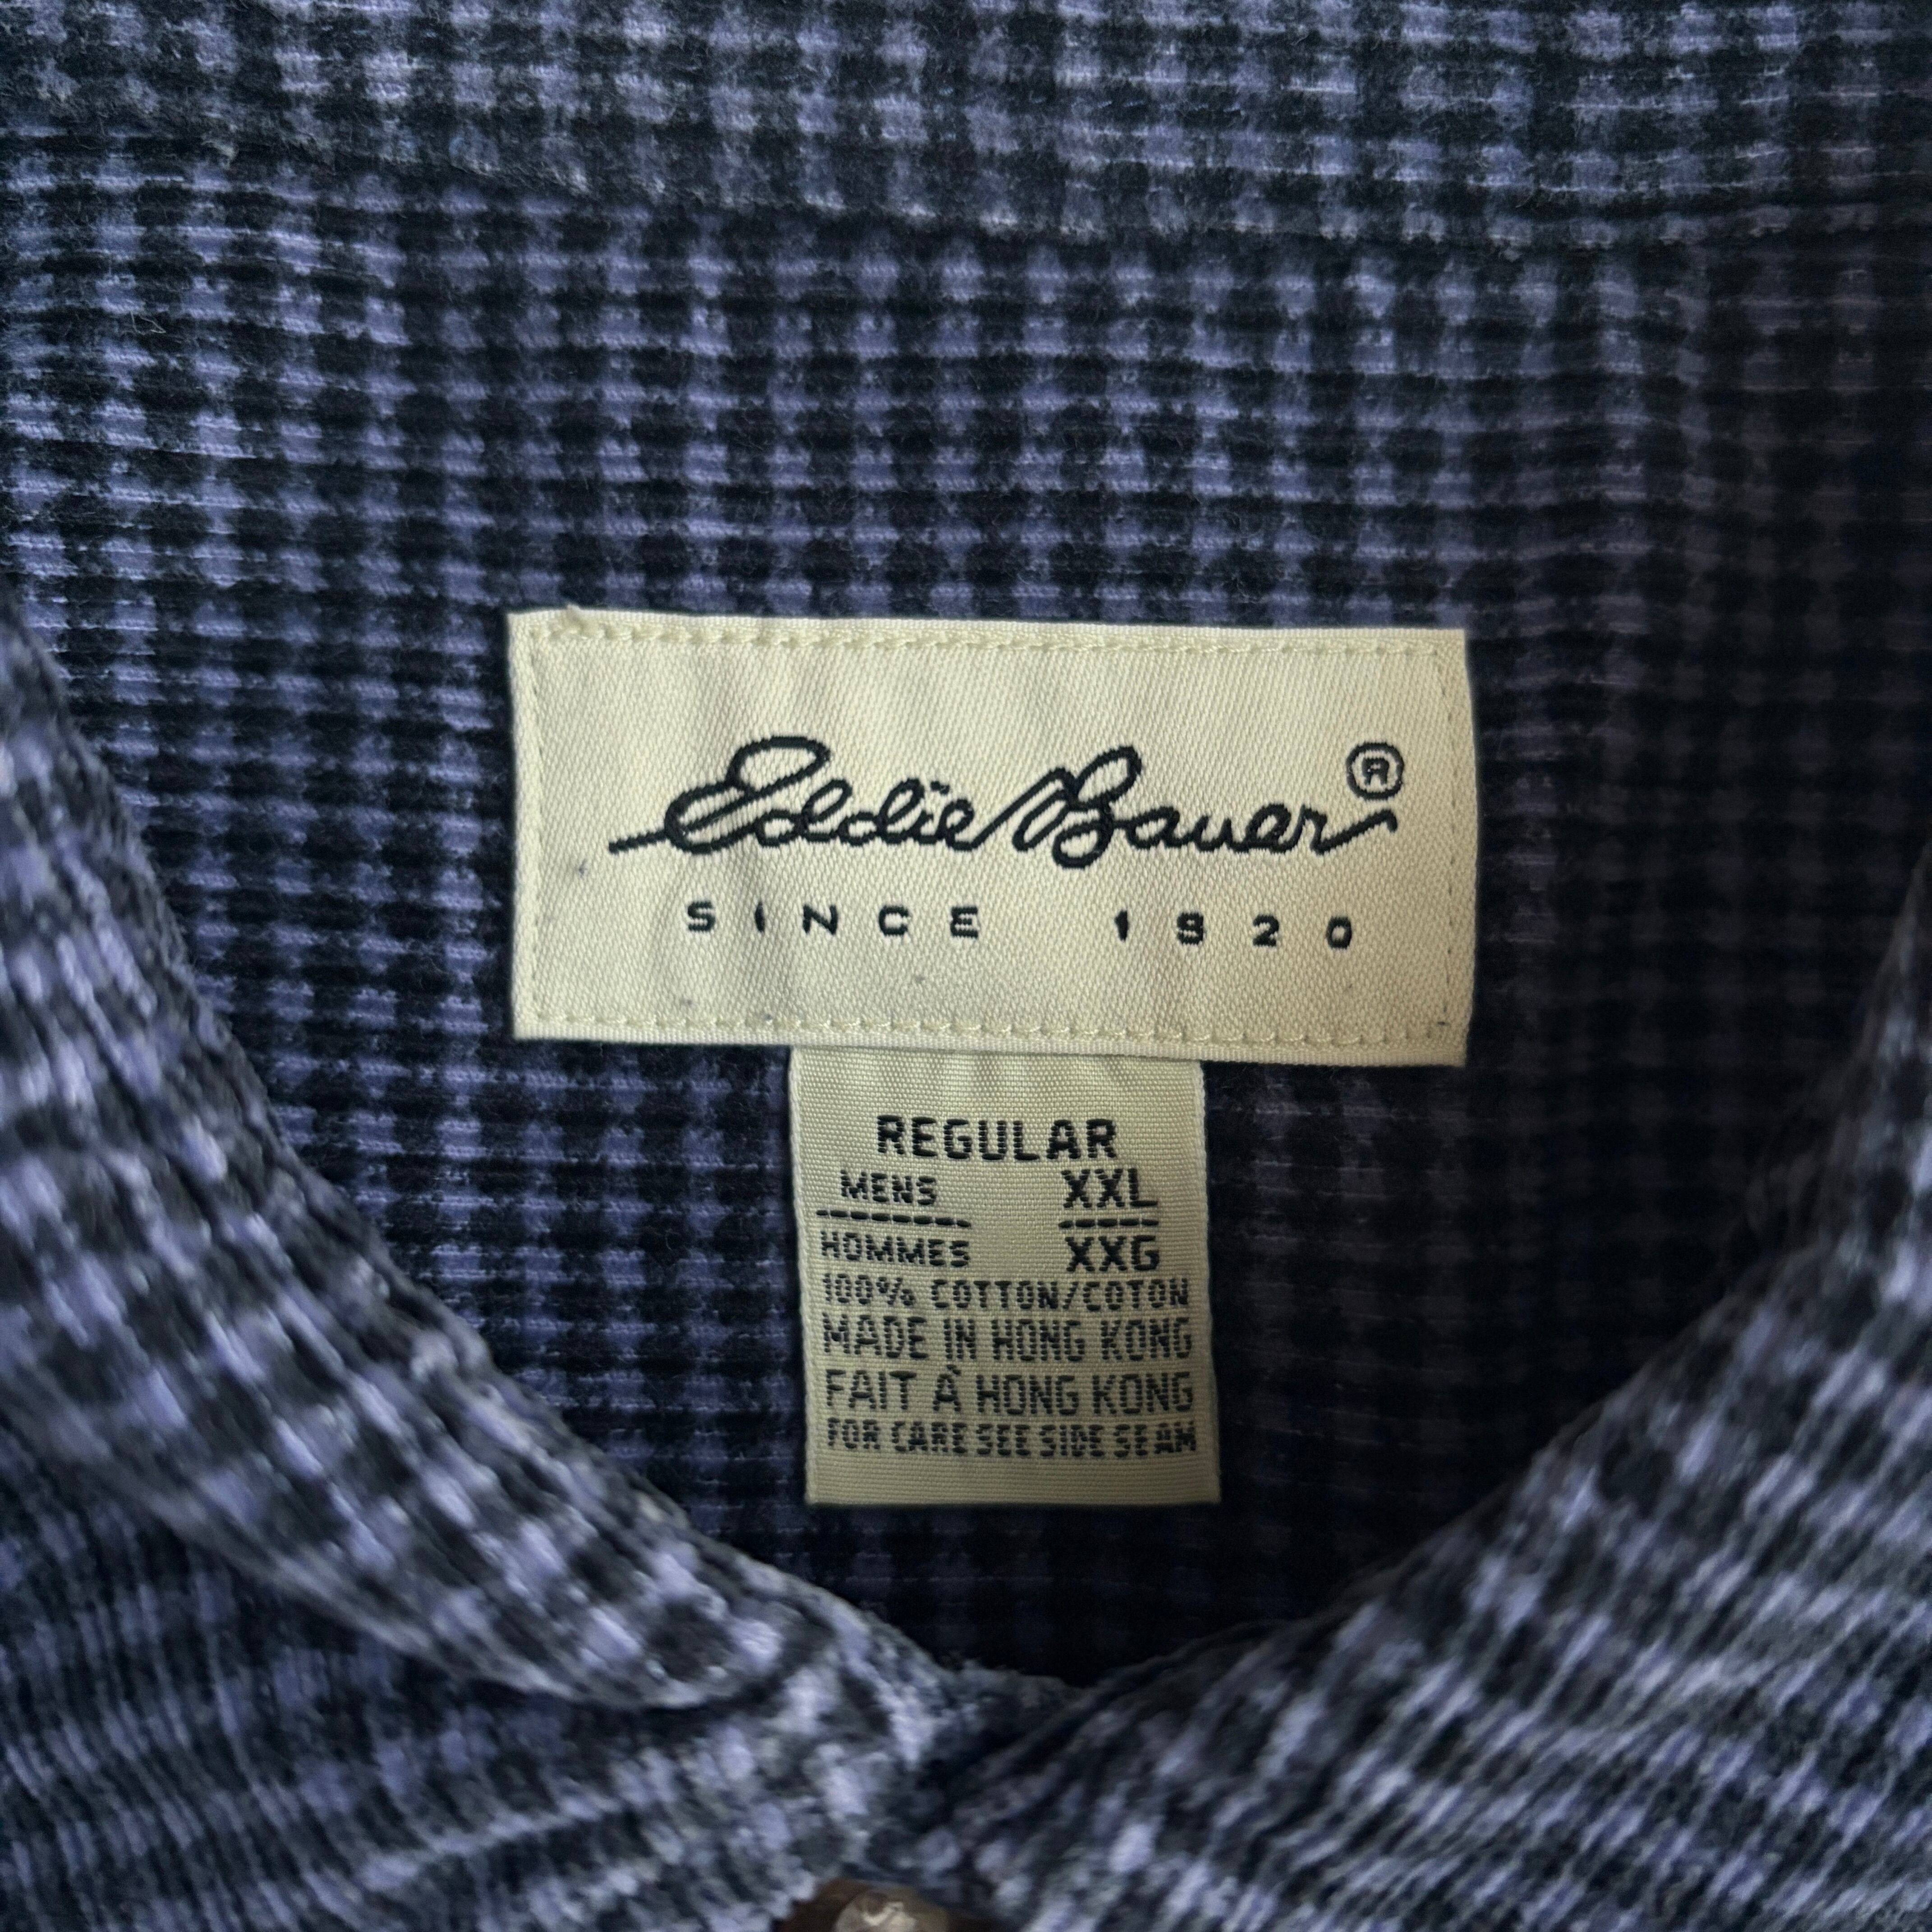 Eddie Bauer®
SINCE 1920
REGULAR
MENS XXL
HOMMES XXG
100% COTTON/COTON
MADE IN HONG KONG
FAIT À HONG KONG
FOR CARE SEE SIDE SEAM